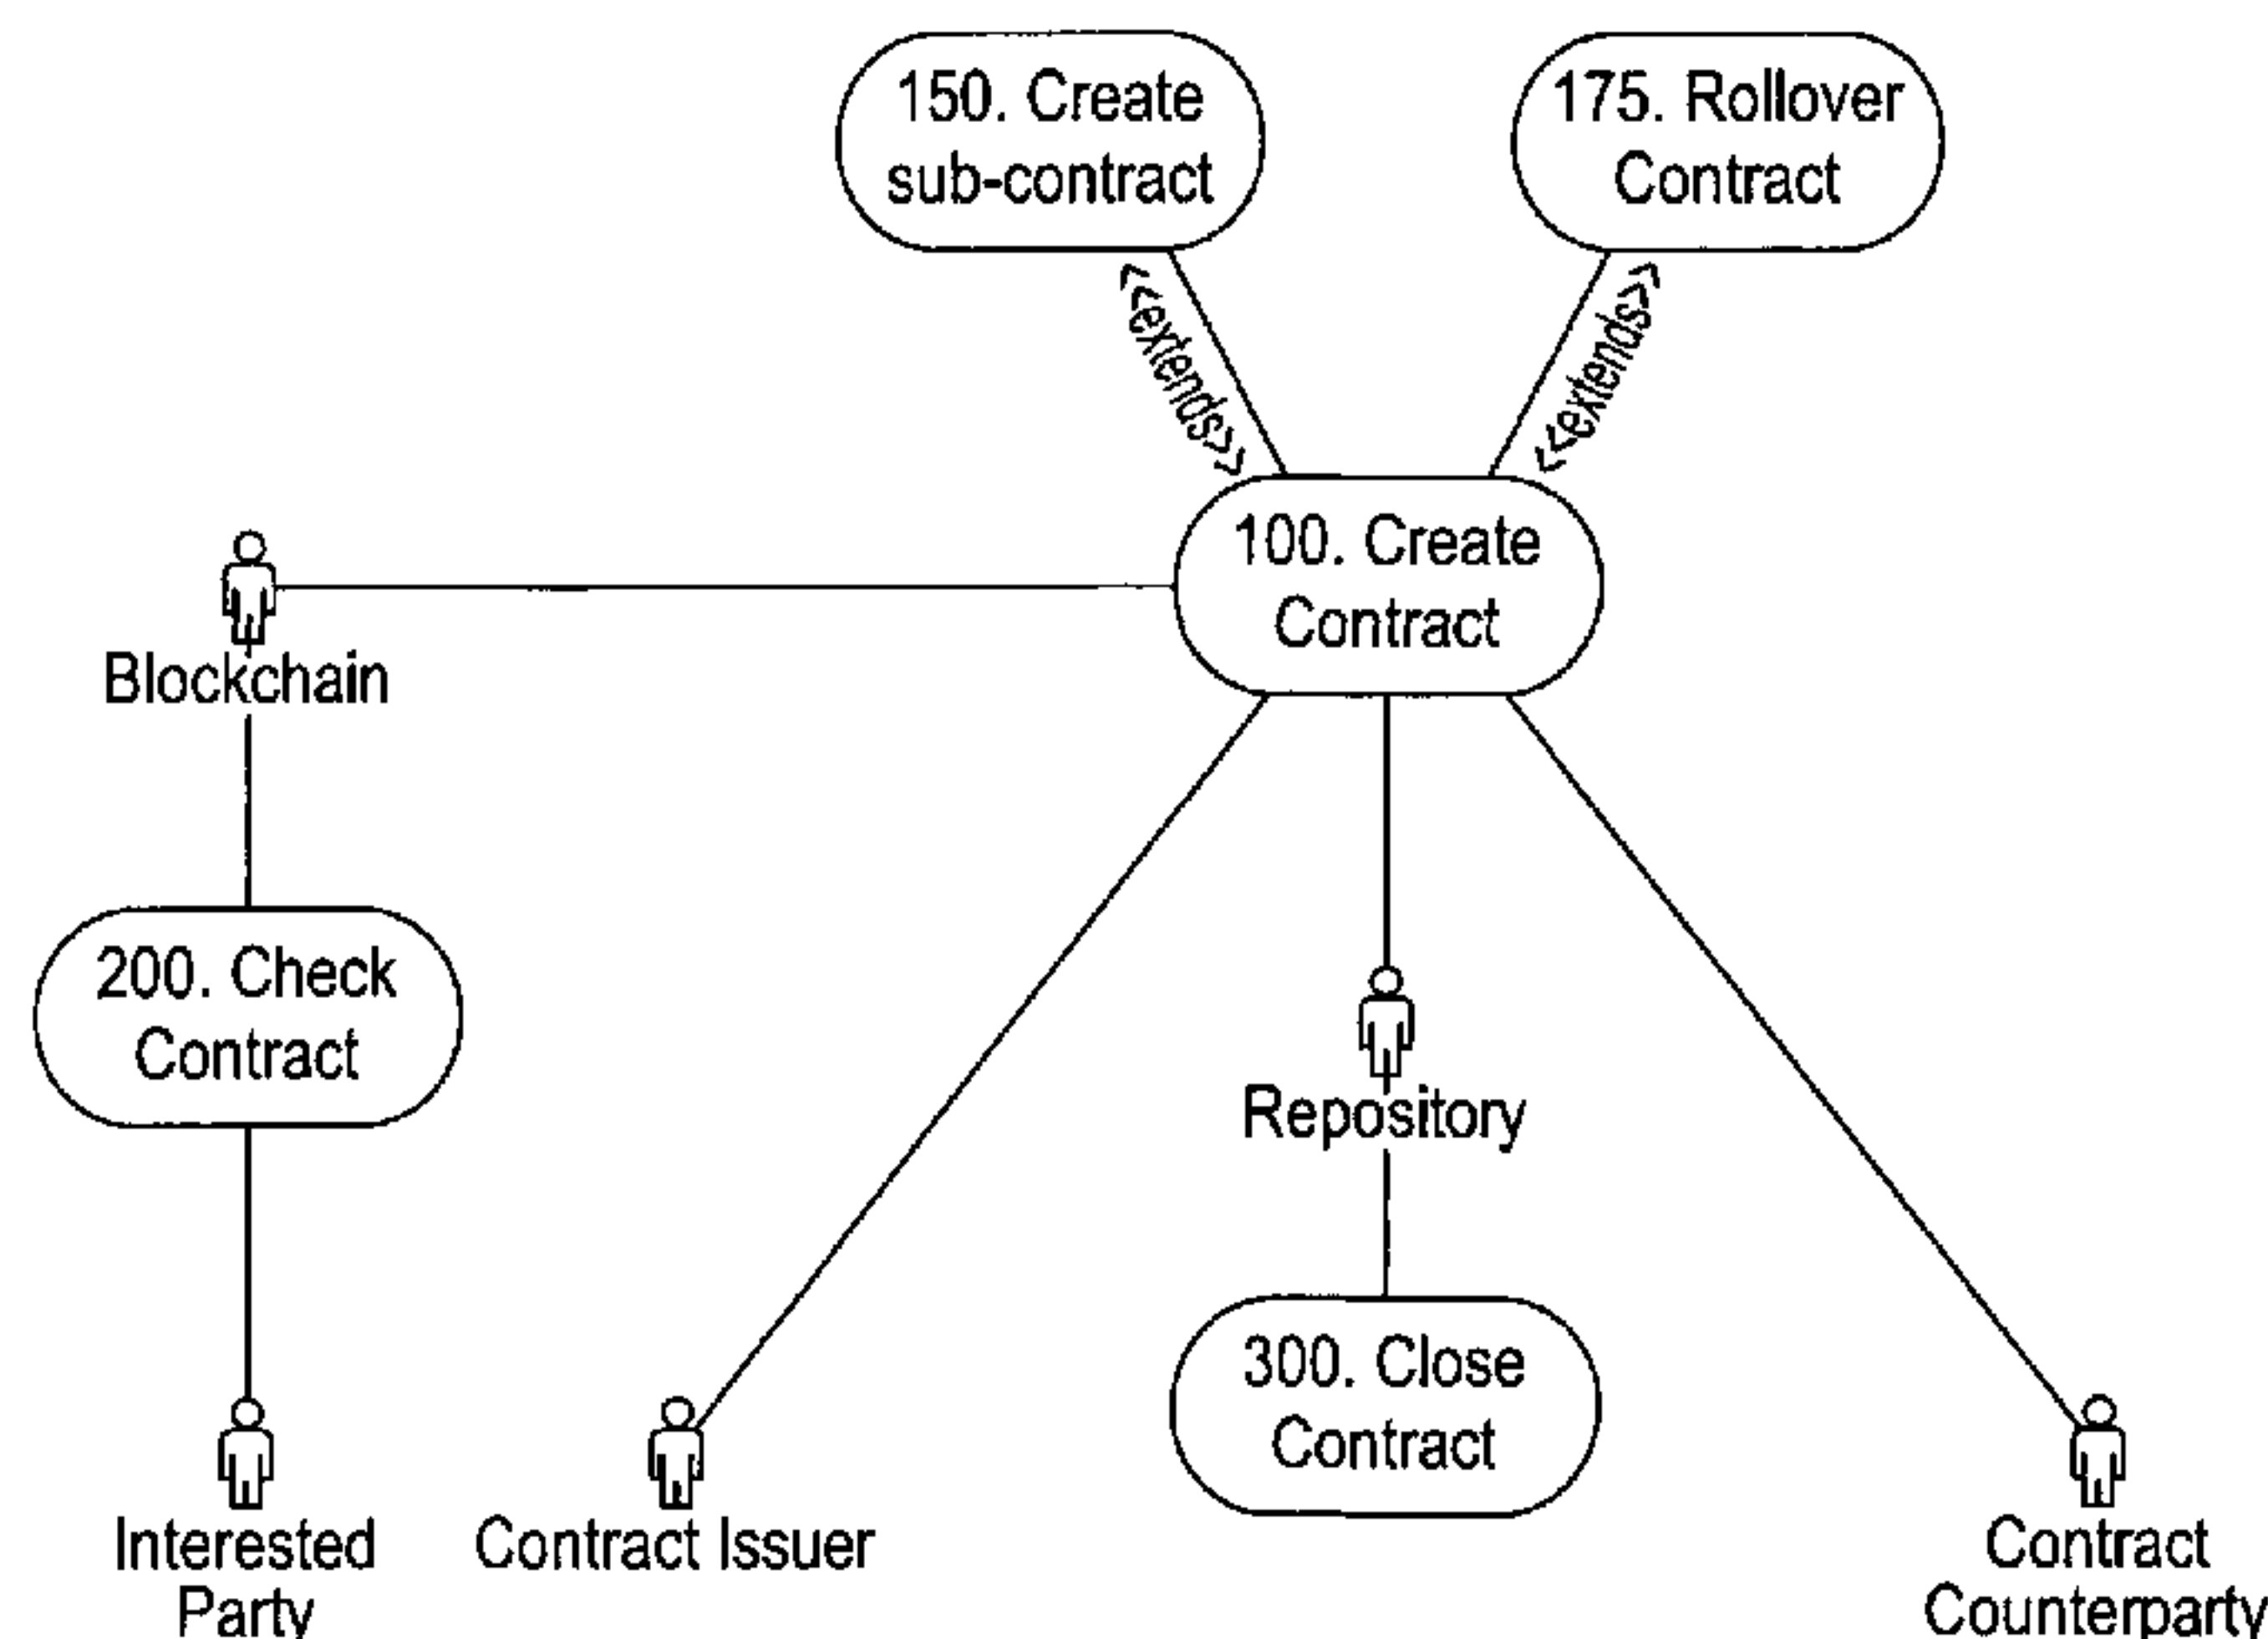 150. Create
sub-contract
175. Rollover
Contract
<<extends>>
<<extends>>
100. Create
Contract
Blockchain
200. Check
Contract
Repository
300. Close
Contract
Interested
Party
Contract Issuer
Contract
Counterparty